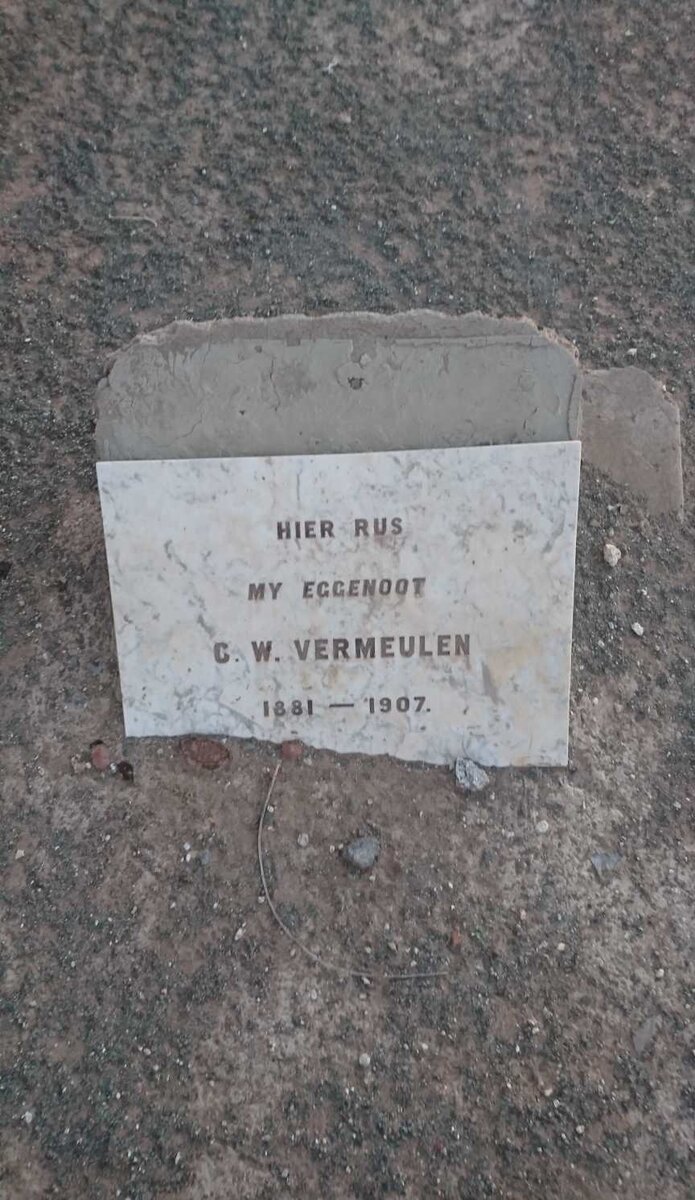 HIER RUS
MY EGGENOOT
C. W. VERMEULEN
1881 — 1907.